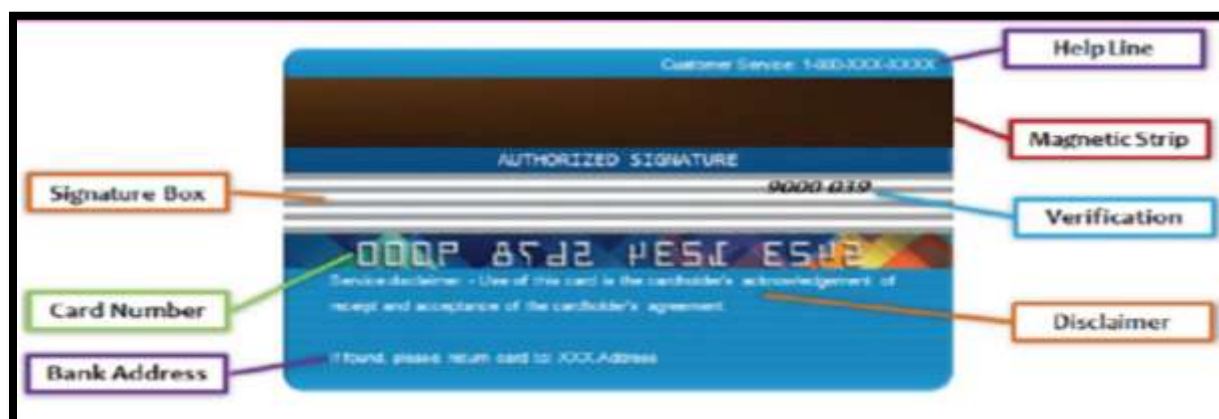 Help Line
Customer Service: 1-800-XXX-XXXX
Magnetic Strip
AUTHORIZED SIGNATURE
Signature Box
9000 039
Verification
Service disclaimer - Use of this card is the cardholder's acknowledgement of
receipt and acceptance of the cardholder's agreement.
Card Number
Disclaimer
If found, please return card to: XXX Address
Bank Address